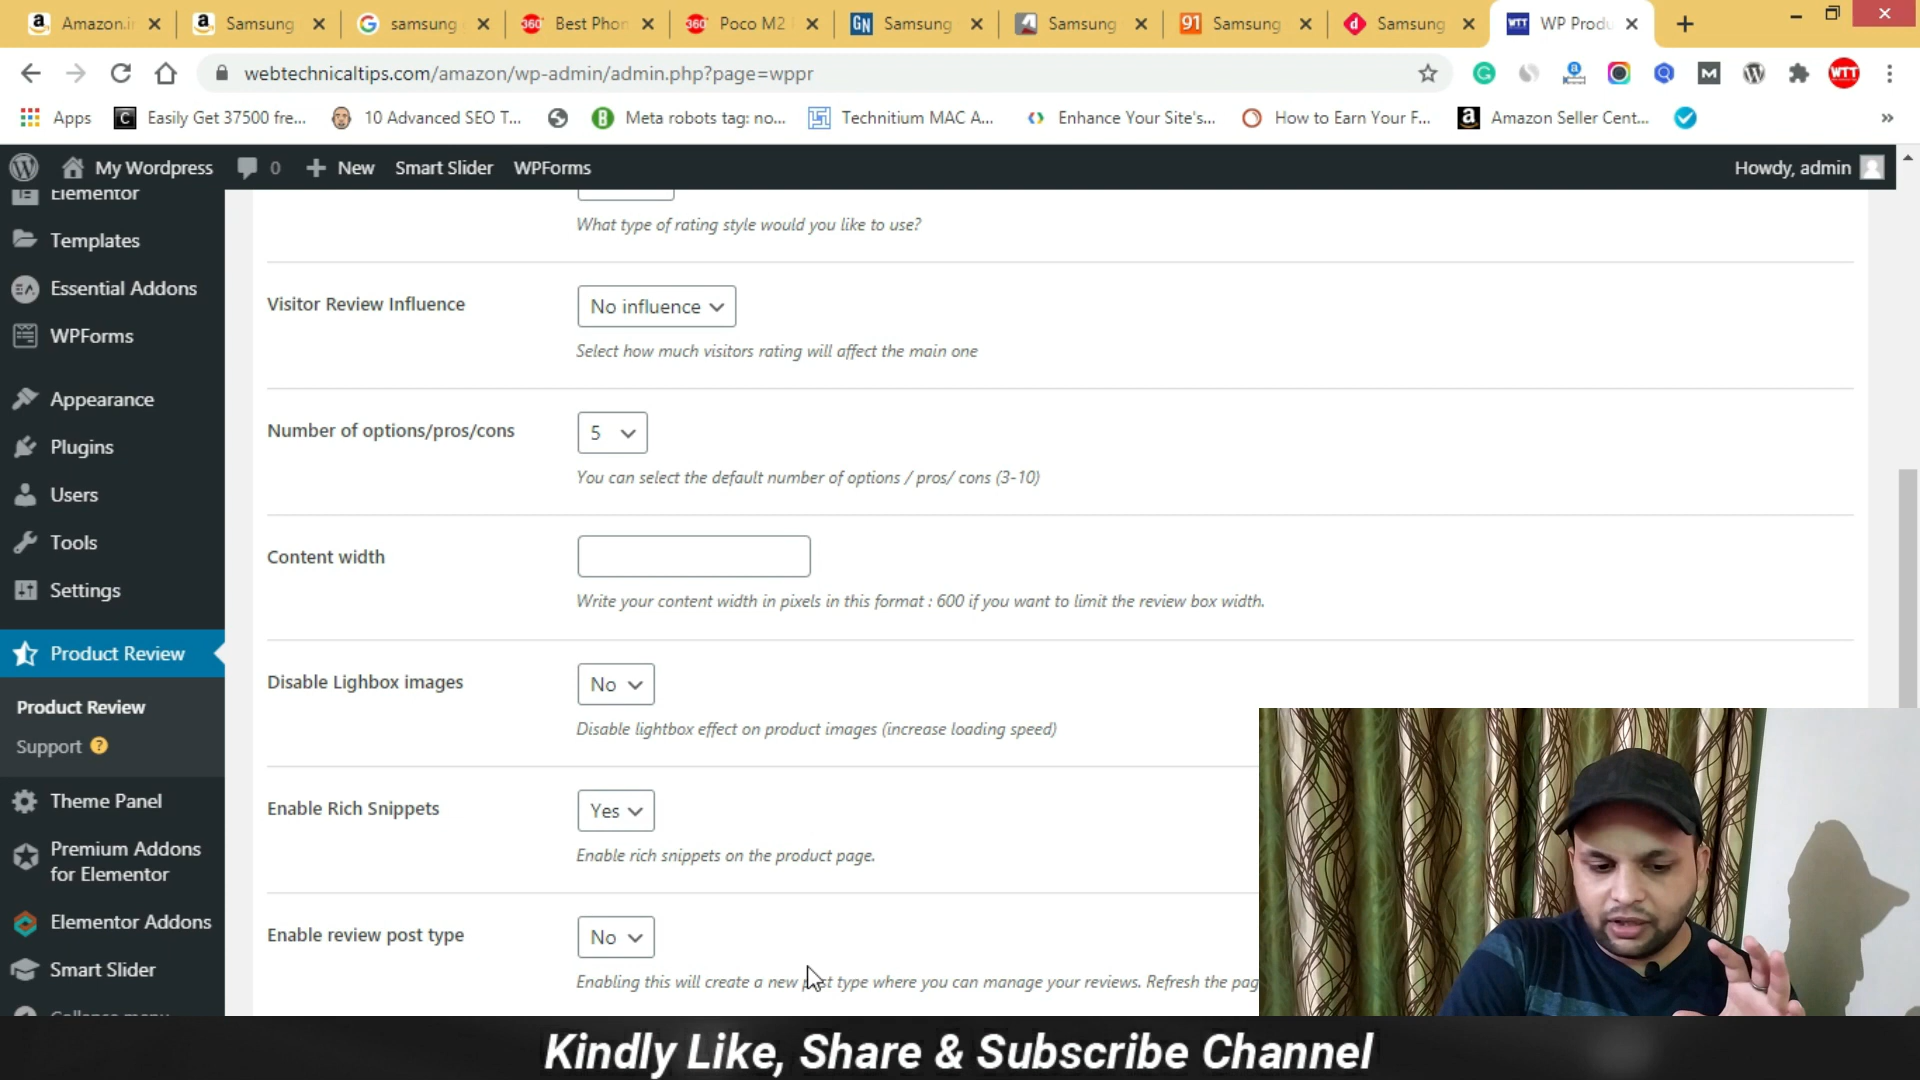 Amazon.in
Samsung
samsung
Best Phon
Poco M2
Samsung
Samsung
Samsung
Samsung
WP Produ
webtechnicaltips.com/amazon/wp-admin/admin.php?page=wppr
Apps
Easily Get 37500 fre...
10 Advanced SEO T...
Meta robots tag: no...
Technitium MAC A...
Enhance Your Site's...
How to Earn Your F...
Amazon Seller Cent...
My Wordpress
0
New
Smart Slider
WPForms
Howdy, admin
Elementor
Templates
Essential Addons
WPForms
Appearance
Plugins
Users
Tools
Settings
Product Review
Product Review
Support
Theme Panel
Premium Addons
for Elementor
Elementor Addons
Smart Slider
Collapse menu
What type of rating style would you like to use?
Visitor Review Influence
No influence
Select how much visitors rating will affect the main one
Number of options/pros/cons
5
You can select the default number of options / pros/ cons (3-10)
Content width
Write your content width in pixels in this format : 600 if you want to limit the review box width.
Disable Lighbox images
No
Disable lightbox effect on product images (increase loading speed)
Enable Rich Snippets
Yes
Enable rich snippets on the product page.
Enable review post type
No
Enabling this will create a new post type where you can manage your reviews. Refresh the pag
Kindly Like, Share & Subscribe Channel